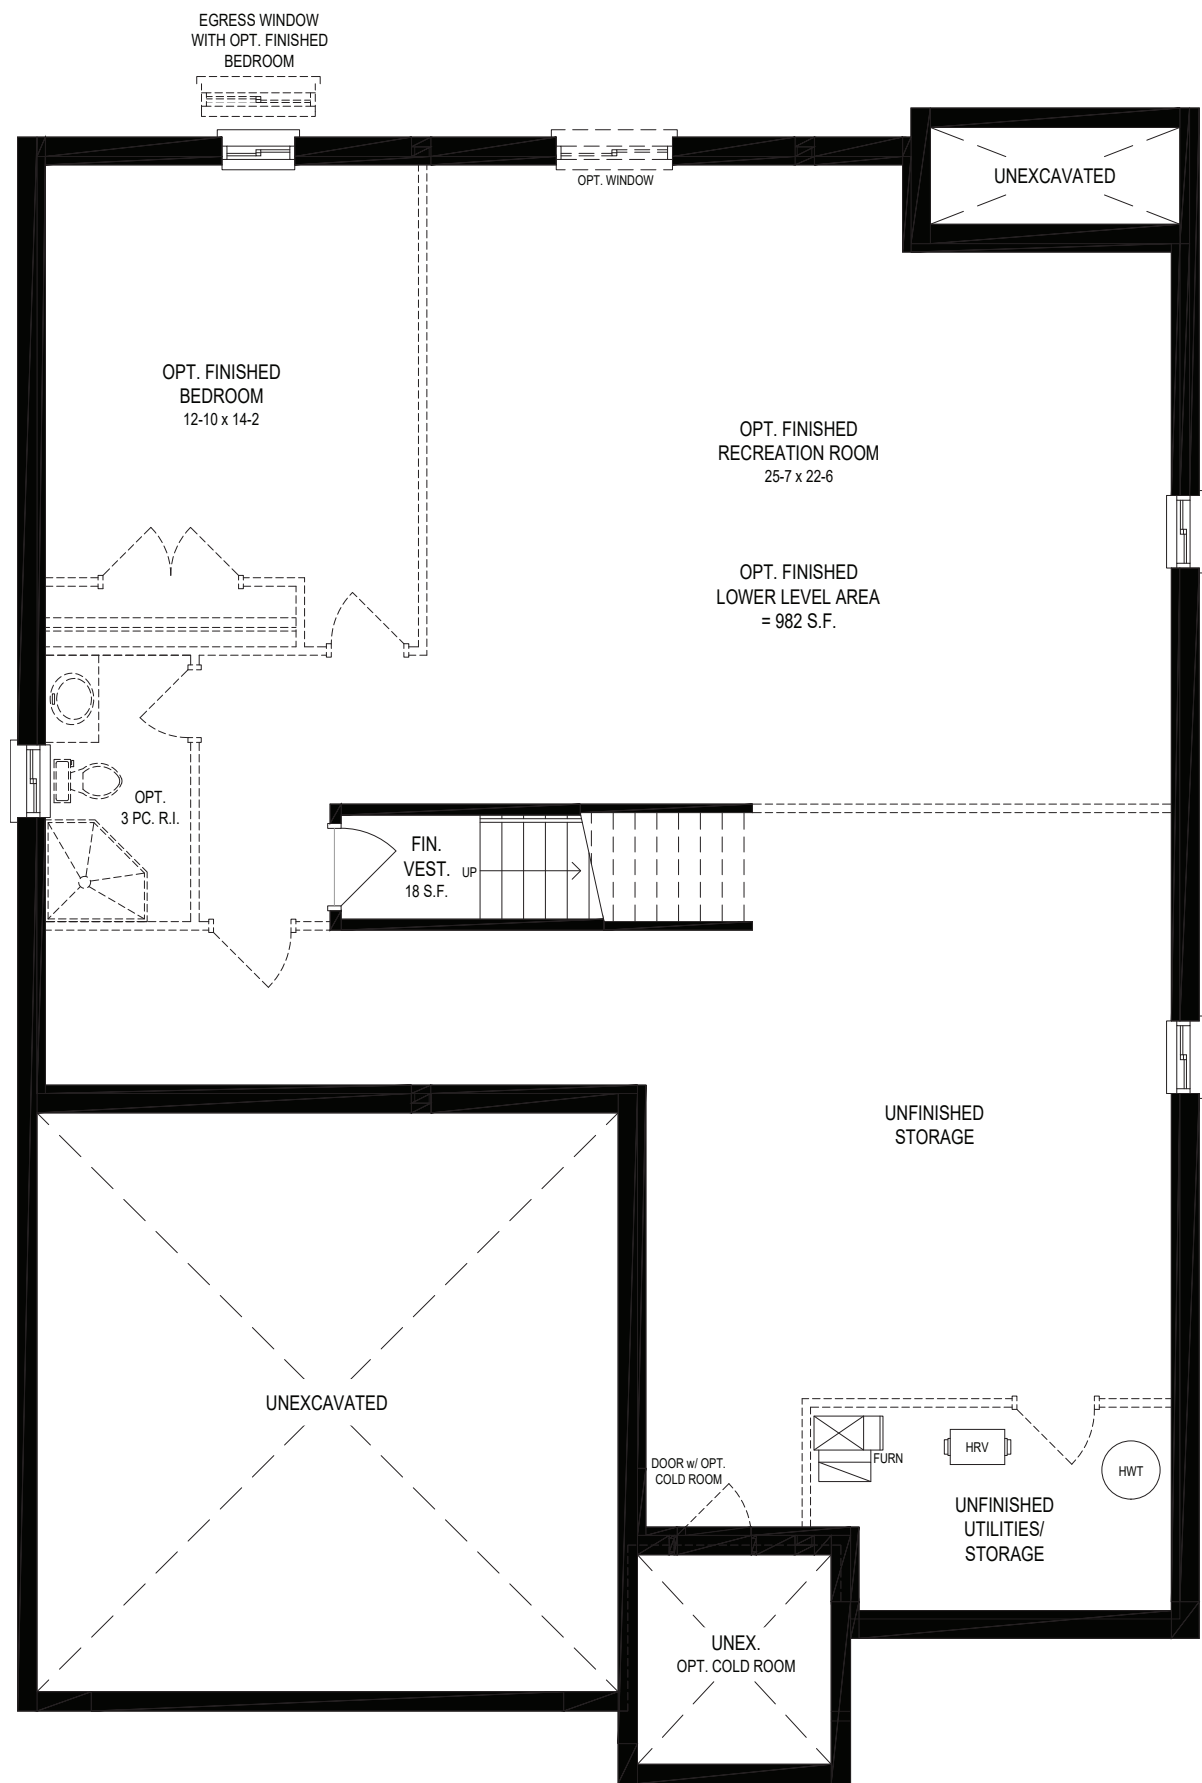 EGRESS WINDOW
WITH OPT. FINISHED
BEDROOM
OPT. WINDOW
UNEXCAVATED
OPT. FINISHED
BEDROOM
12-10 x 14-2
OPT. FINISHED
RECREATION ROOM
25-7 x 22-6
OPT. FINISHED
LOWER LEVEL AREA
= 982 S.F.
OPT.
3 PC. R.I.
FIN.
VEST.
18 S.F.
UP
UNFINISHED
STORAGE
UNEXCAVATED
DOOR w/ OPT.
COLD ROOM
FURN
HRV
HWT
UNFINISHED
UTILITIES/
STORAGE
UNEX.
OPT. COLD ROOM